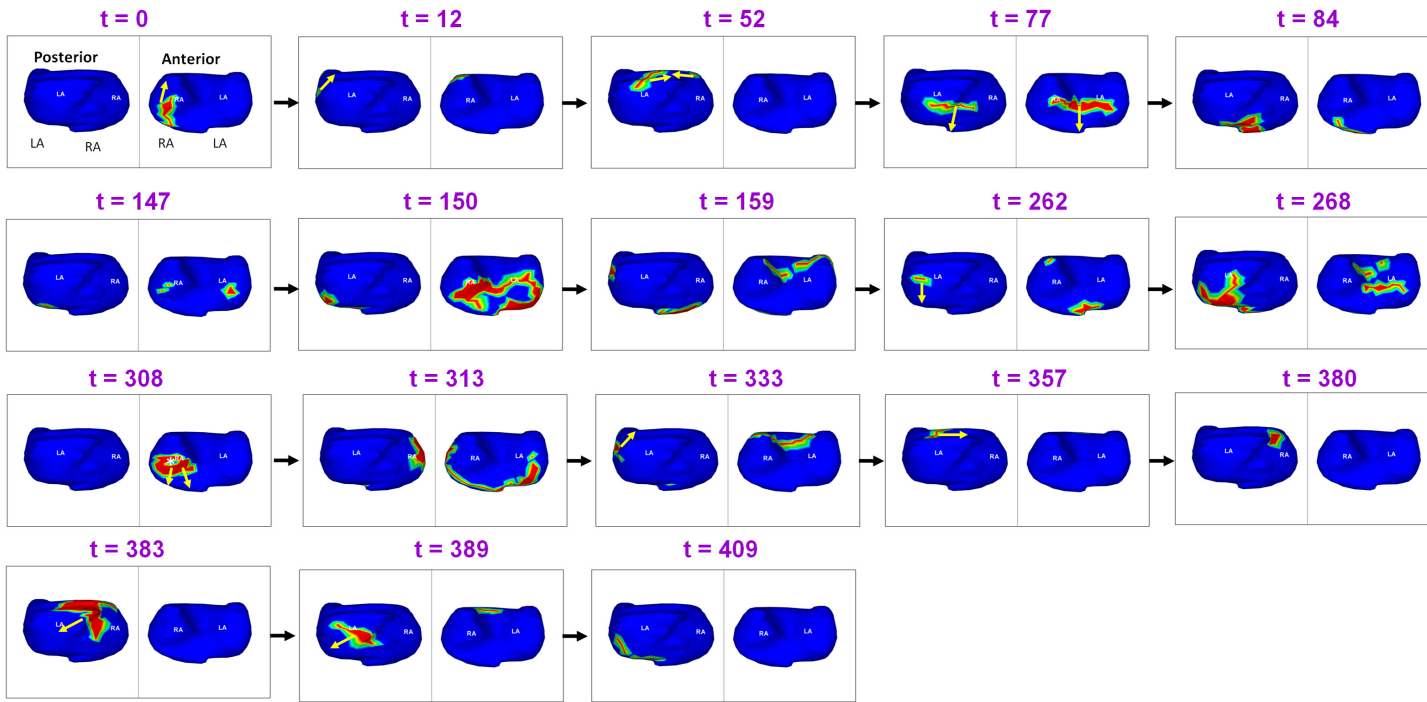 t = 0
t = 12
t = 52
t = 77
t = 84
Posterior
Anterior
LA
RA
RA
LA
LA
RA
RA
LA
LA
RA
RA
LA
LA
RA
RA
LA
LA
RA
LA
LA
RA
RA
LA
t = 147
t = 150
t = 159
t = 262
t = 268
LA
RA
RA
LA
LA
RA
RA
LA
RA
RA
LA
LA
RA
RA
LA
LA
RA
RA
LA
t = 308
t = 313
t = 333
t = 357
t = 380
LA
RA
LA
LA
RA
RA
LA
LA
RA
RA
LA
LA
RA
RA
LA
LA
RA
RA
LA
t = 383
t = 389
t = 409
LA
RA
RA
LA
LA
RA
RA
LA
LA
RA
RA
LA